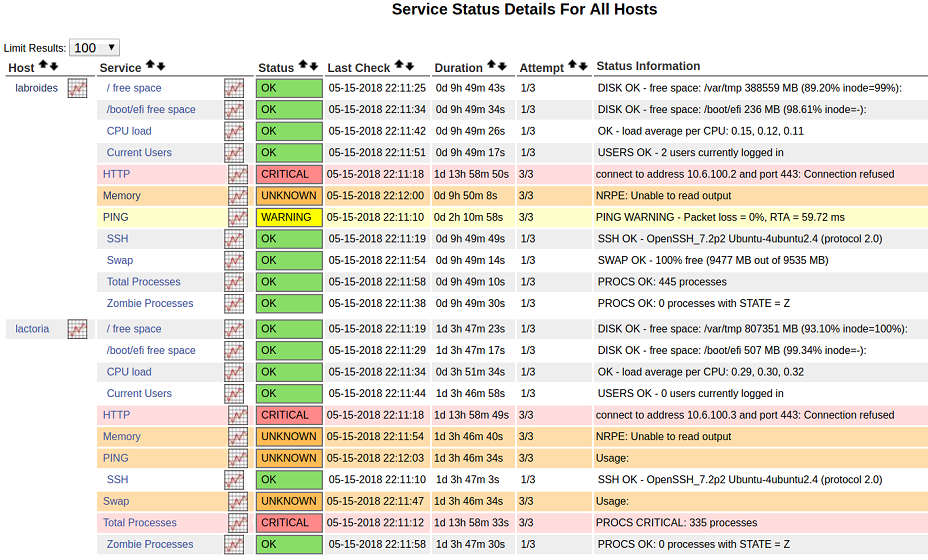 Service Status Details For All Hosts
Limit Results: 100
Host Service Status Last Check Duration Attempt Status Information
labroides / free space OK 05-15-2018 22:11:25 0d 9h 49m 43s 1/3 DISK OK - free space: /var/tmp 388559 MB (89.20% inode=99%):
/boot/efi free space OK 05-15-2018 22:11:34 0d 9h 49m 34s 1/3 DISK OK - free space: /boot/efi 236 MB (98.61% inode=-):
CPU load OK 05-15-2018 22:11:42 0d 9h 49m 26s 1/3 OK - load average per CPU: 0.15, 0.12, 0.11
Current Users OK 05-15-2018 22:11:51 0d 9h 49m 17s 1/3 USERS OK - 2 users currently logged in
HTTP CRITICAL 05-15-2018 22:11:18 1d 13h 58m 50s 3/3 connect to address 10.6.100.2 and port 443: Connection refused
Memory UNKNOWN 05-15-2018 22:12:00 0d 9h 50m 8s 3/3 NRPE: Unable to read output
PING WARNING 05-15-2018 22:11:10 0d 2h 10m 58s 3/3 PING WARNING - Packet loss = 0%, RTA = 59.72 ms
SSH OK 05-15-2018 22:11:19 0d 9h 49m 49s 1/3 SSH OK - OpenSSH_7.2p2 Ubuntu-4ubuntu2.4 (protocol 2.0)
Swap OK 05-15-2018 22:11:54 0d 9h 49m 14s 1/3 SWAP OK - 100% free (9477 MB out of 9535 MB)
Total Processes OK 05-15-2018 22:11:58 0d 9h 49m 10s 1/3 PROCS OK: 445 processes
Zombie Processes OK 05-15-2018 22:11:38 0d 9h 49m 30s 1/3 PROCS OK: 0 processes with STATE = Z
lactoria / free space OK 05-15-2018 22:11:19 1d 3h 47m 23s 1/3 DISK OK - free space: /var/tmp 807351 MB (93.10% inode=100%):
/boot/efi free space OK 05-15-2018 22:11:29 1d 3h 47m 17s 1/3 DISK OK - free space: /boot/efi 507 MB (99.34% inode=-):
CPU load OK 05-15-2018 22:11:34 0d 3h 51m 34s 1/3 OK - load average per CPU: 0.29, 0.30, 0.32
Current Users OK 05-15-2018 22:11:44 1d 3h 46m 58s 1/3 USERS OK - 0 users currently logged in
HTTP CRITICAL 05-15-2018 22:11:18 1d 13h 58m 49s 3/3 connect to address 10.6.100.3 and port 443: Connection refused
Memory UNKNOWN 05-15-2018 22:11:54 1d 3h 46m 40s 3/3 NRPE: Unable to read output
PING UNKNOWN 05-15-2018 22:12:03 1d 3h 46m 34s 3/3 Usage:
SSH OK 05-15-2018 22:11:10 1d 3h 47m 3s 1/3 SSH OK - OpenSSH_7.2p2 Ubuntu-4ubuntu2.4 (protocol 2.0)
Swap UNKNOWN 05-15-2018 22:11:47 1d 3h 46m 34s 3/3 Usage:
Total Processes CRITICAL 05-15-2018 22:11:12 1d 13h 58m 33s 3/3 PROCS CRITICAL: 335 processes
Zombie Processes OK 05-15-2018 22:11:58 1d 3h 47m 30s 1/3 PROCS OK: 0 processes with STATE = Z